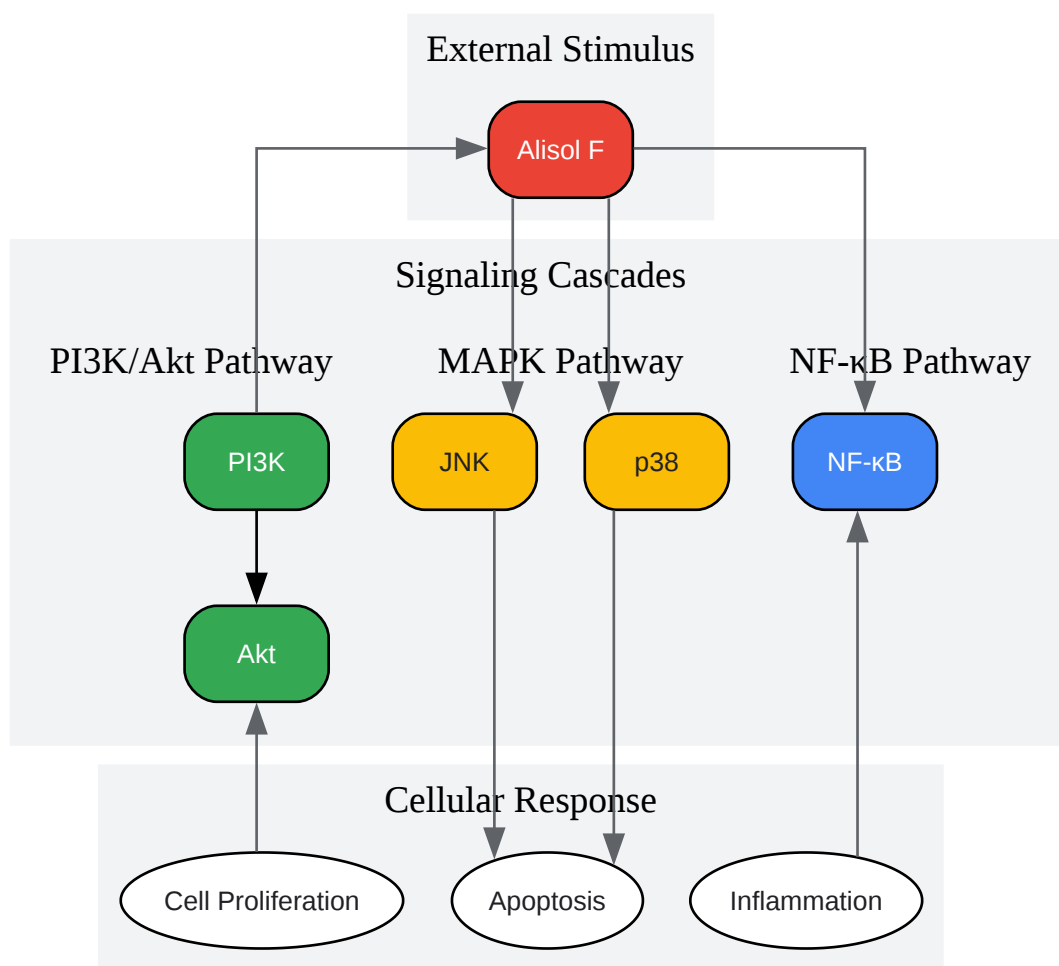 External Stimulus
Alisol F
Signaling Cascades
PI3K/Akt Pathway
MAPK Pathway
NF-κB Pathway
PI3K
JNK
p38
NF-κB
Akt
Cellular Response
Cell Proliferation
Apoptosis
Inflammation